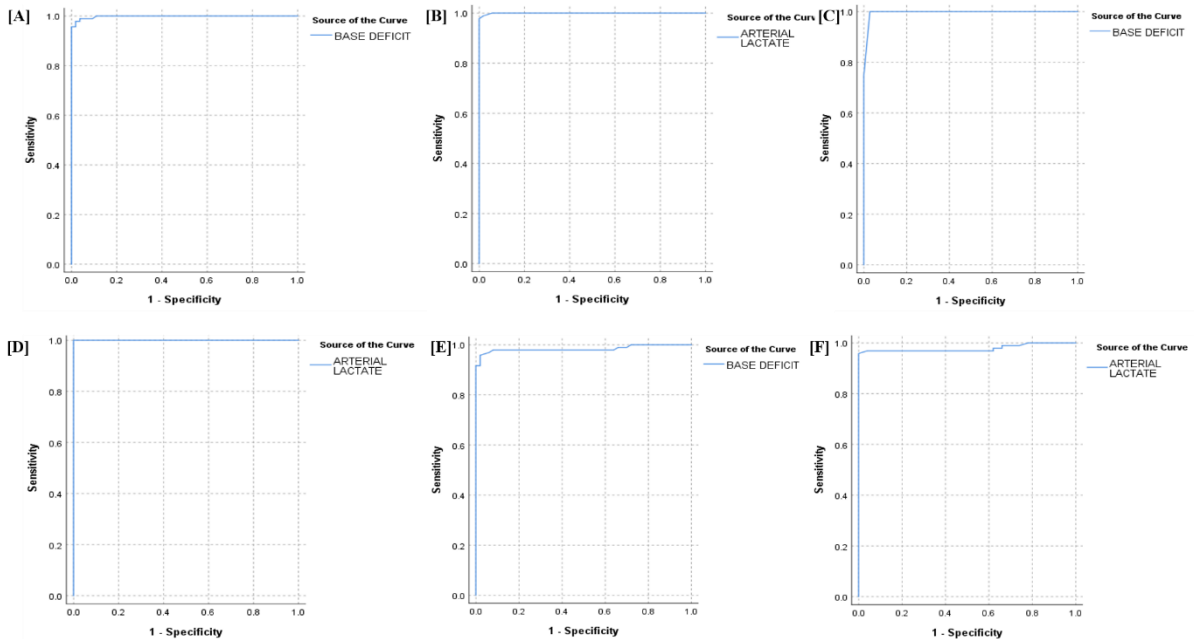 [A]
Source of the Curve
BASE DEFICIT
1.0
0.8
0.6
0.4
0.2
0.0
Sensitivity
0.0 0.2 0.4 0.6 0.8 1.0
1 - Specificity
[B]
Source of the Curv
ARTERIAL
LACTATE
1.0
0.8
0.6
0.4
0.2
0.0
Sensitivity
0.0 0.2 0.4 0.6 0.8 1.0
1 - Specificity
[C]
Source of the Curve
BASE DEFICIT
1.0
0.8
0.6
0.4
0.2
0.0
Sensitivity
0.0 0.2 0.4 0.6 0.8 1.0
1 - Specificity
[D]
Source of the Curve
ARTERIAL
LACTATE
1.0
0.8
0.6
0.4
0.2
0.0
Sensitivity
0.0 0.2 0.4 0.6 0.8 1.0
1 - Specificity
[E]
Source of the Curve
BASE DEFICIT
1.0
0.8
0.6
0.4
0.2
0.0
Sensitivity
0.0 0.2 0.4 0.6 0.8 1.0
1 - Specificity
[F]
Source of the Curve
ARTERIAL
LACTATE
1.0
0.8
0.6
0.4
0.2
0.0
Sensitivity
0.0 0.2 0.4 0.6 0.8 1.0
1 - Specificity